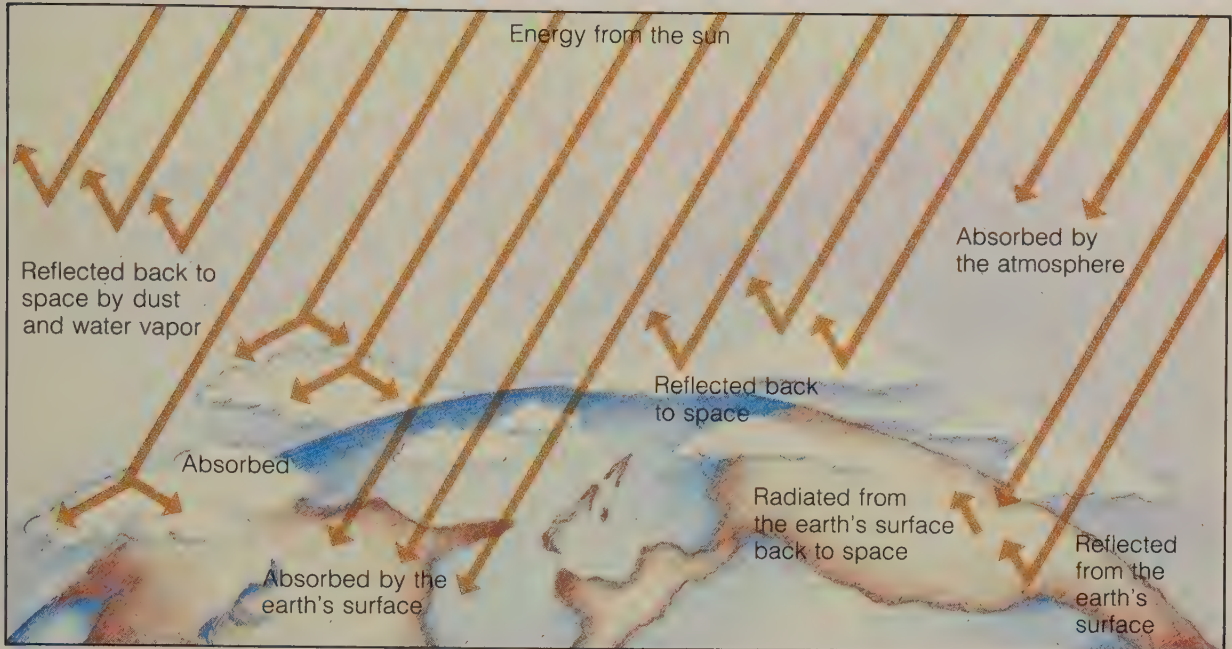 Energy from the sun
Reflected back to
space by dust
and water vapor
Absorbed by
the atmosphere
Reflected back
to space
Absorbed
Radiated from
the earth's surface
back to space
Reflected
from the
earth's
surface
Absorbed by the
earth's surface